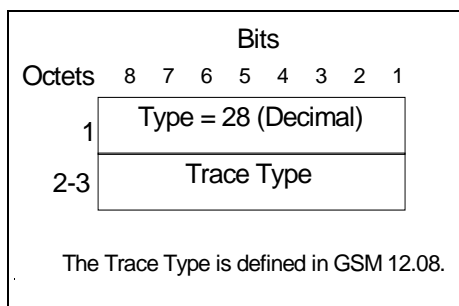 Bits
Octets 8 7 6 5 4 3 2 1
1 Type = 28 (Decimal)
2-3 Trace Type
The Trace Type is defined in GSM 12.08.
.